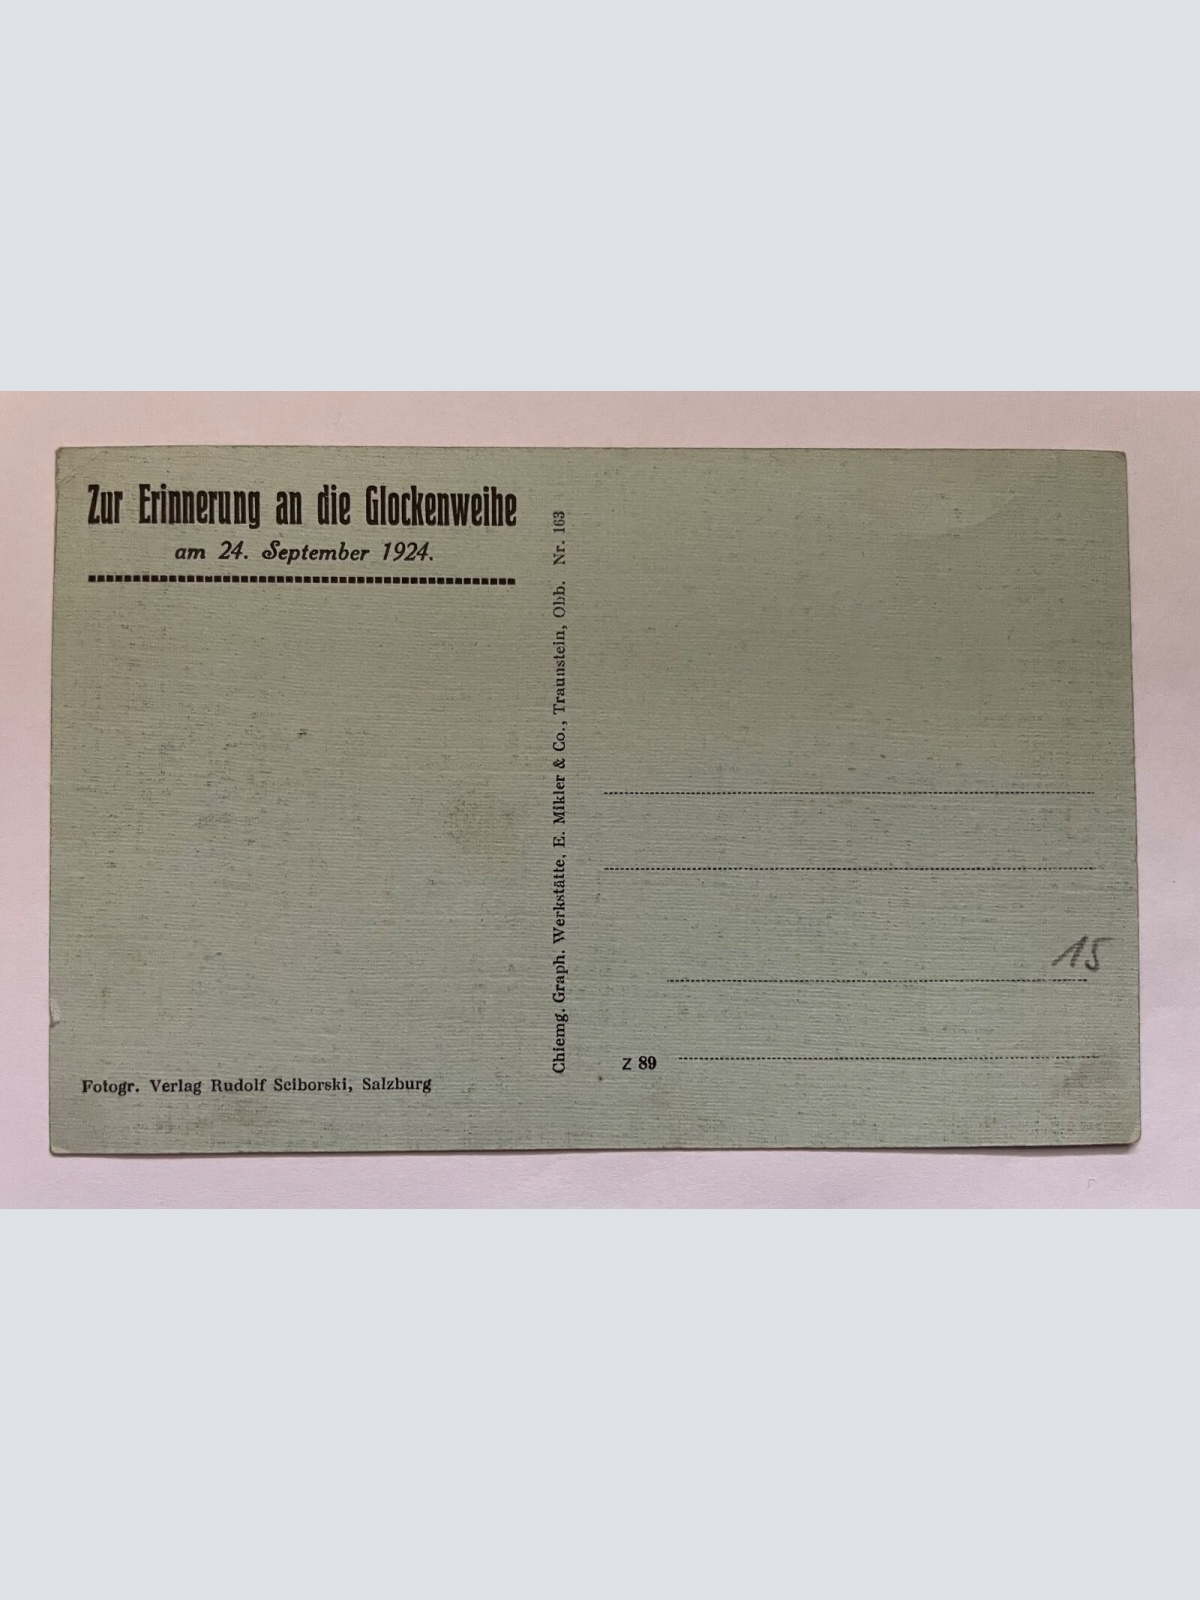 Zur Erinnerung an die Glockenweihe
am 24. September 1924.
Chiemg. Graph. Werkstätte, E. Mikler & Co., Traunstein, Obb. Nr. 163
15
Z 89
Fotogr. Verlag Rudolf Sciborski, Salzburg